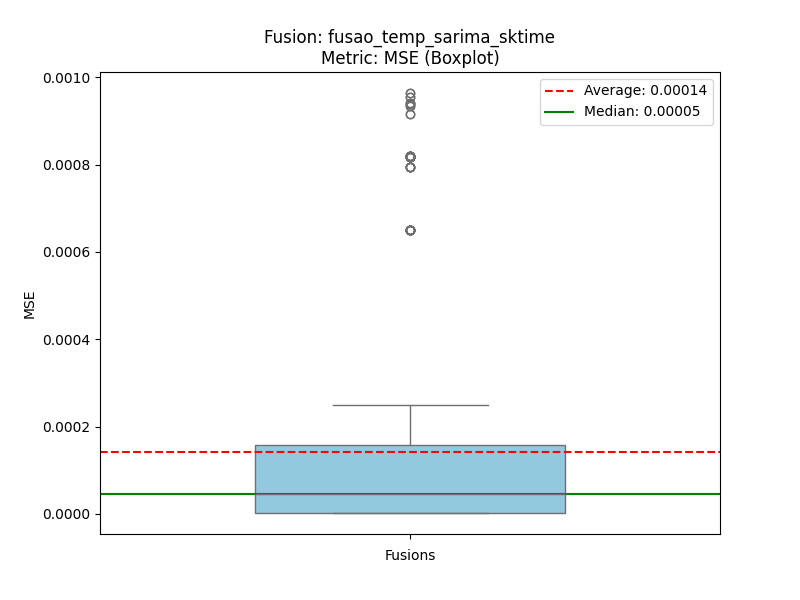 Fusion: fusao_temp_sarima_sktime
Metric: MSE (Boxplot)
Average: 0.00014
Median: 0.00005
0.0010
0.0008
0.0006
0.0004
0.0002
0.0000
MSE
Fusions